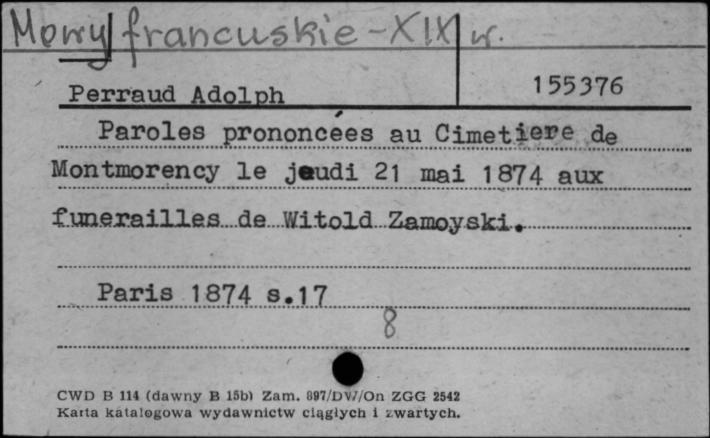 Mowy francuskie - XIX w.
155376
Perraud Adolph
Paroles prononcées au Cimetiere de
Montmorency le jeudi 21 mai 1874 aux
funerailles de Witold Zamoyski.
Paris 1874 s.17
8
CWD B 114 (dawny B 15b) Zam. 897/DW/On ZGG 2542
Karta katalogowa wydawnictw ciągłych i zwartych.